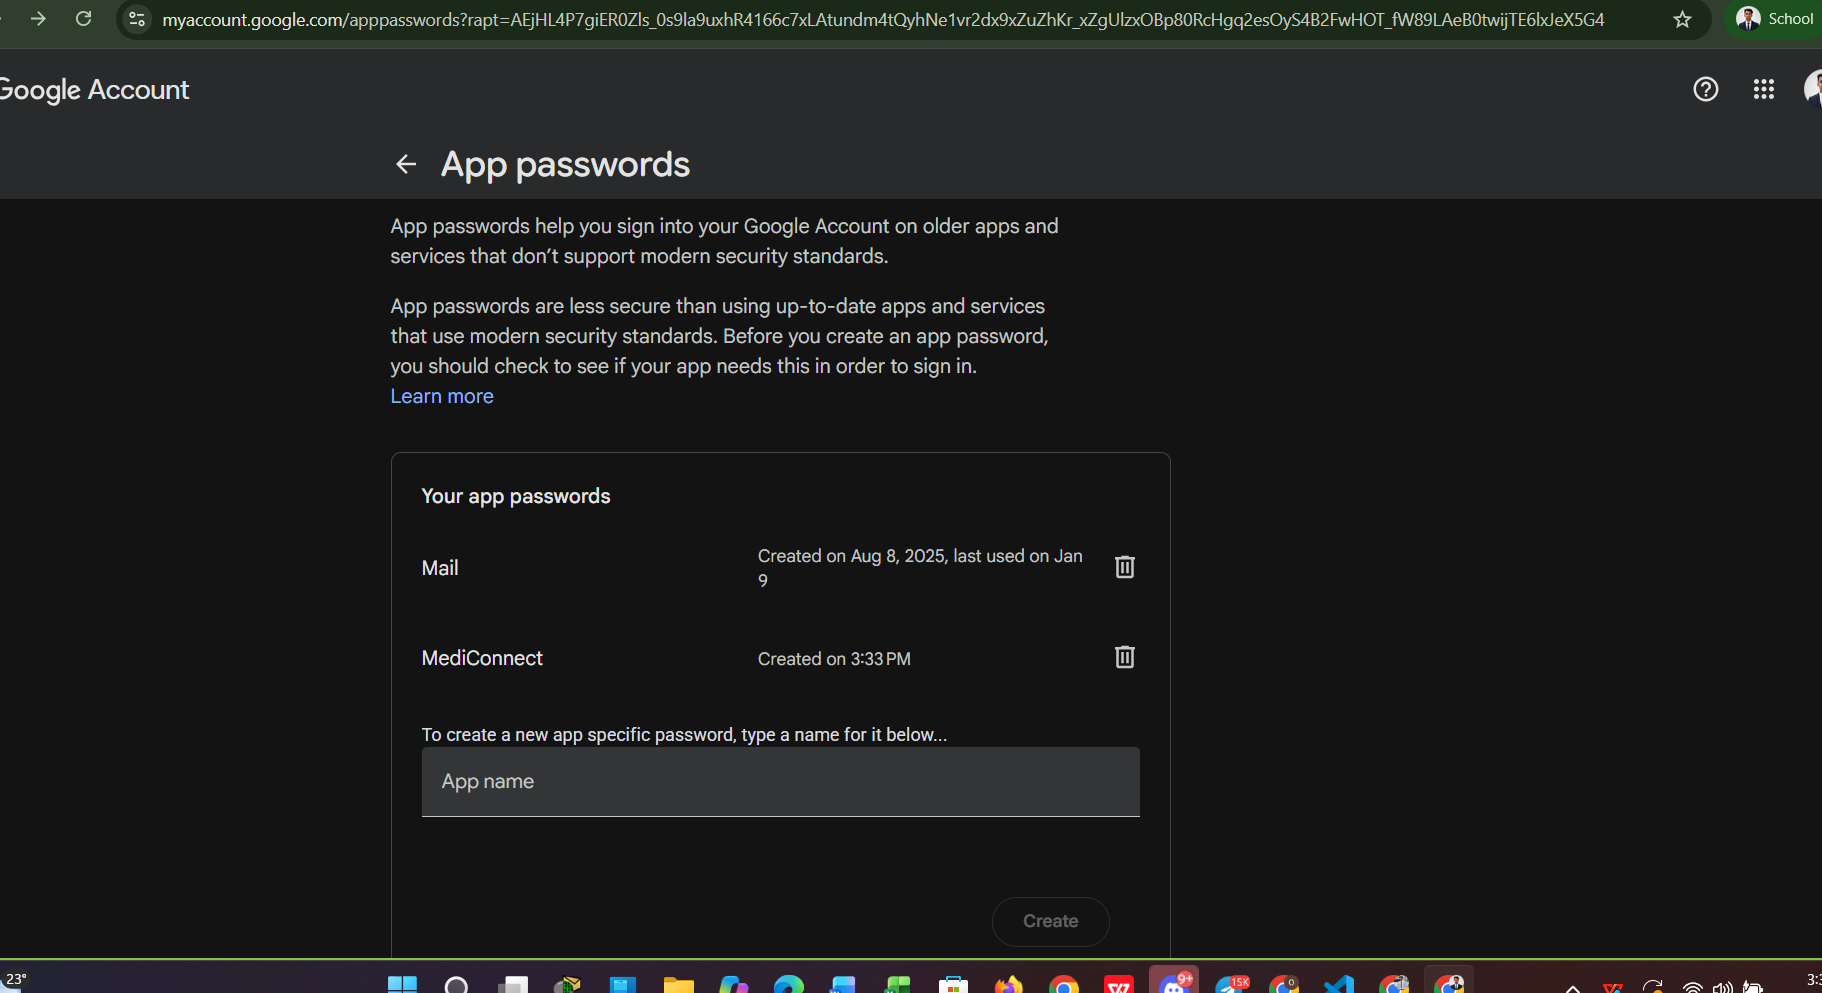 myaccount.google.com/apppasswords?rapt=AEjHL4P7giER0Zls_0s9la9uxhR4166c7xLAtundm4tQyhNe1vr2dx9xZuZhKr_xZgUlzxOBp80RcHgq2esOyS4B2FwHOT_fW89LAeB0twijTE6lxJeX5G4
School
Google Account
App passwords
App passwords help you sign into your Google Account on older apps and
services that don’t support modern security standards.
App passwords are less secure than using up-to-date apps and services
that use modern security standards. Before you create an app password,
you should check to see if your app needs this in order to sign in.
Learn more
Your app passwords
Mail
Created on Aug 8, 2025, last used on Jan
9
MediConnect
Created on 3:33 PM
To create a new app specific password, type a name for it below...
App name
Create
23°
9+
15K